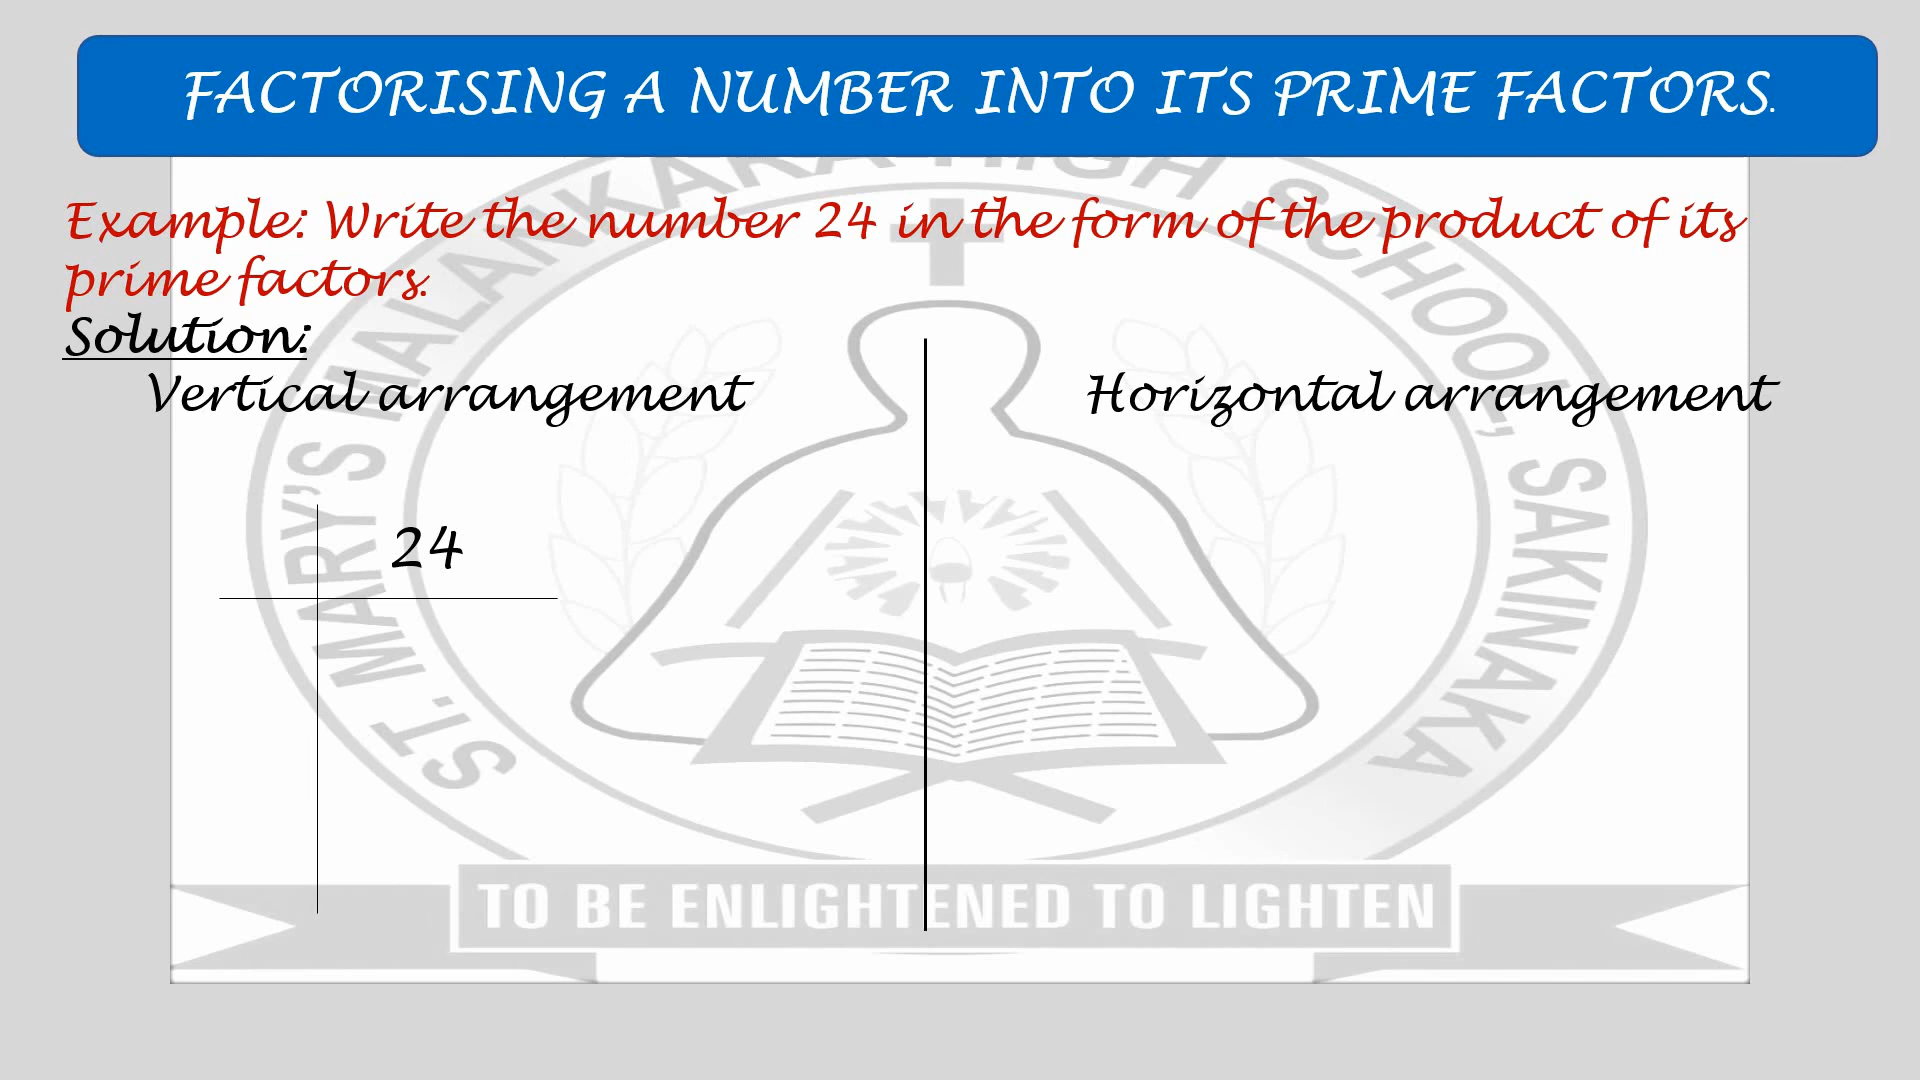 FACTORISING A NUMBER INTO ITS PRIME FACTORS.
Example: Write the number 24 in the form of the product of its
prime factors.
Solution:
Vertical arrangement
Horizontal arrangement
24
ST. MARY'S MALANKARA HIGH SCHOOL, SAKINAKA
TO BE ENLIGHTENED TO LIGHTEN